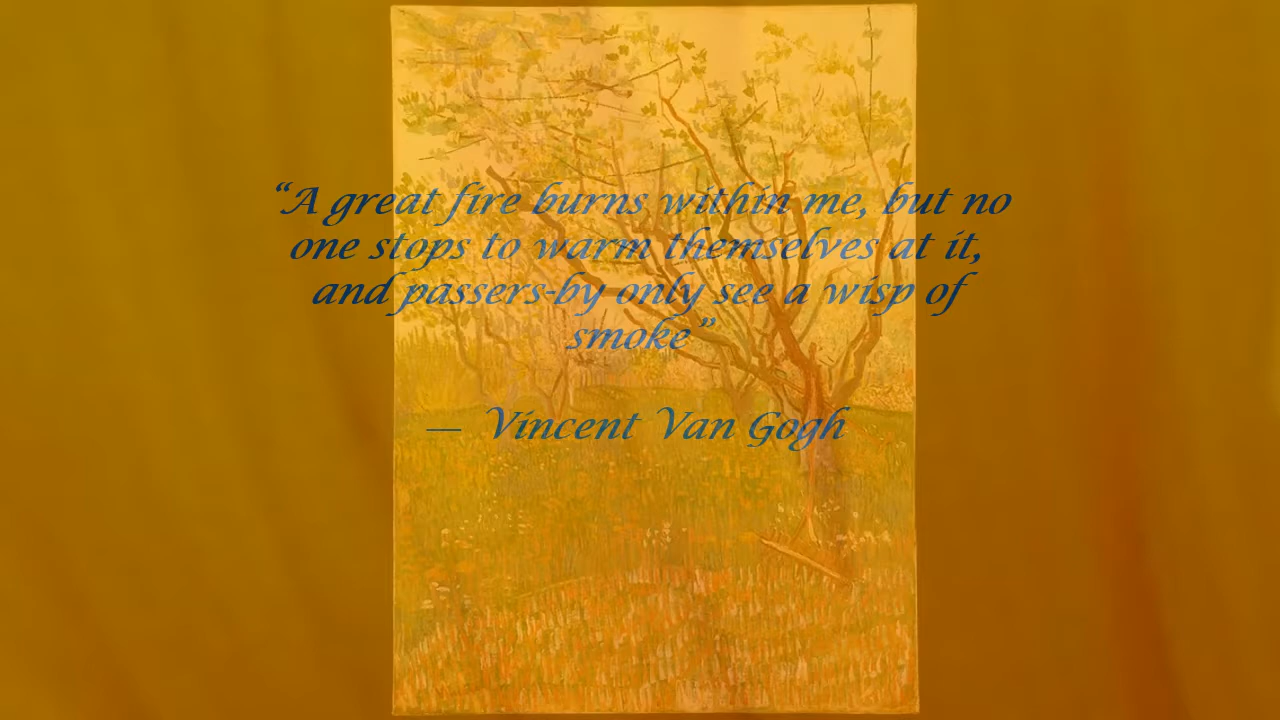 “A great fire burns within me, but no
one stops to warm themselves at it,
and passers-by only see a wisp of
smoke”
— Vincent Van Gogh